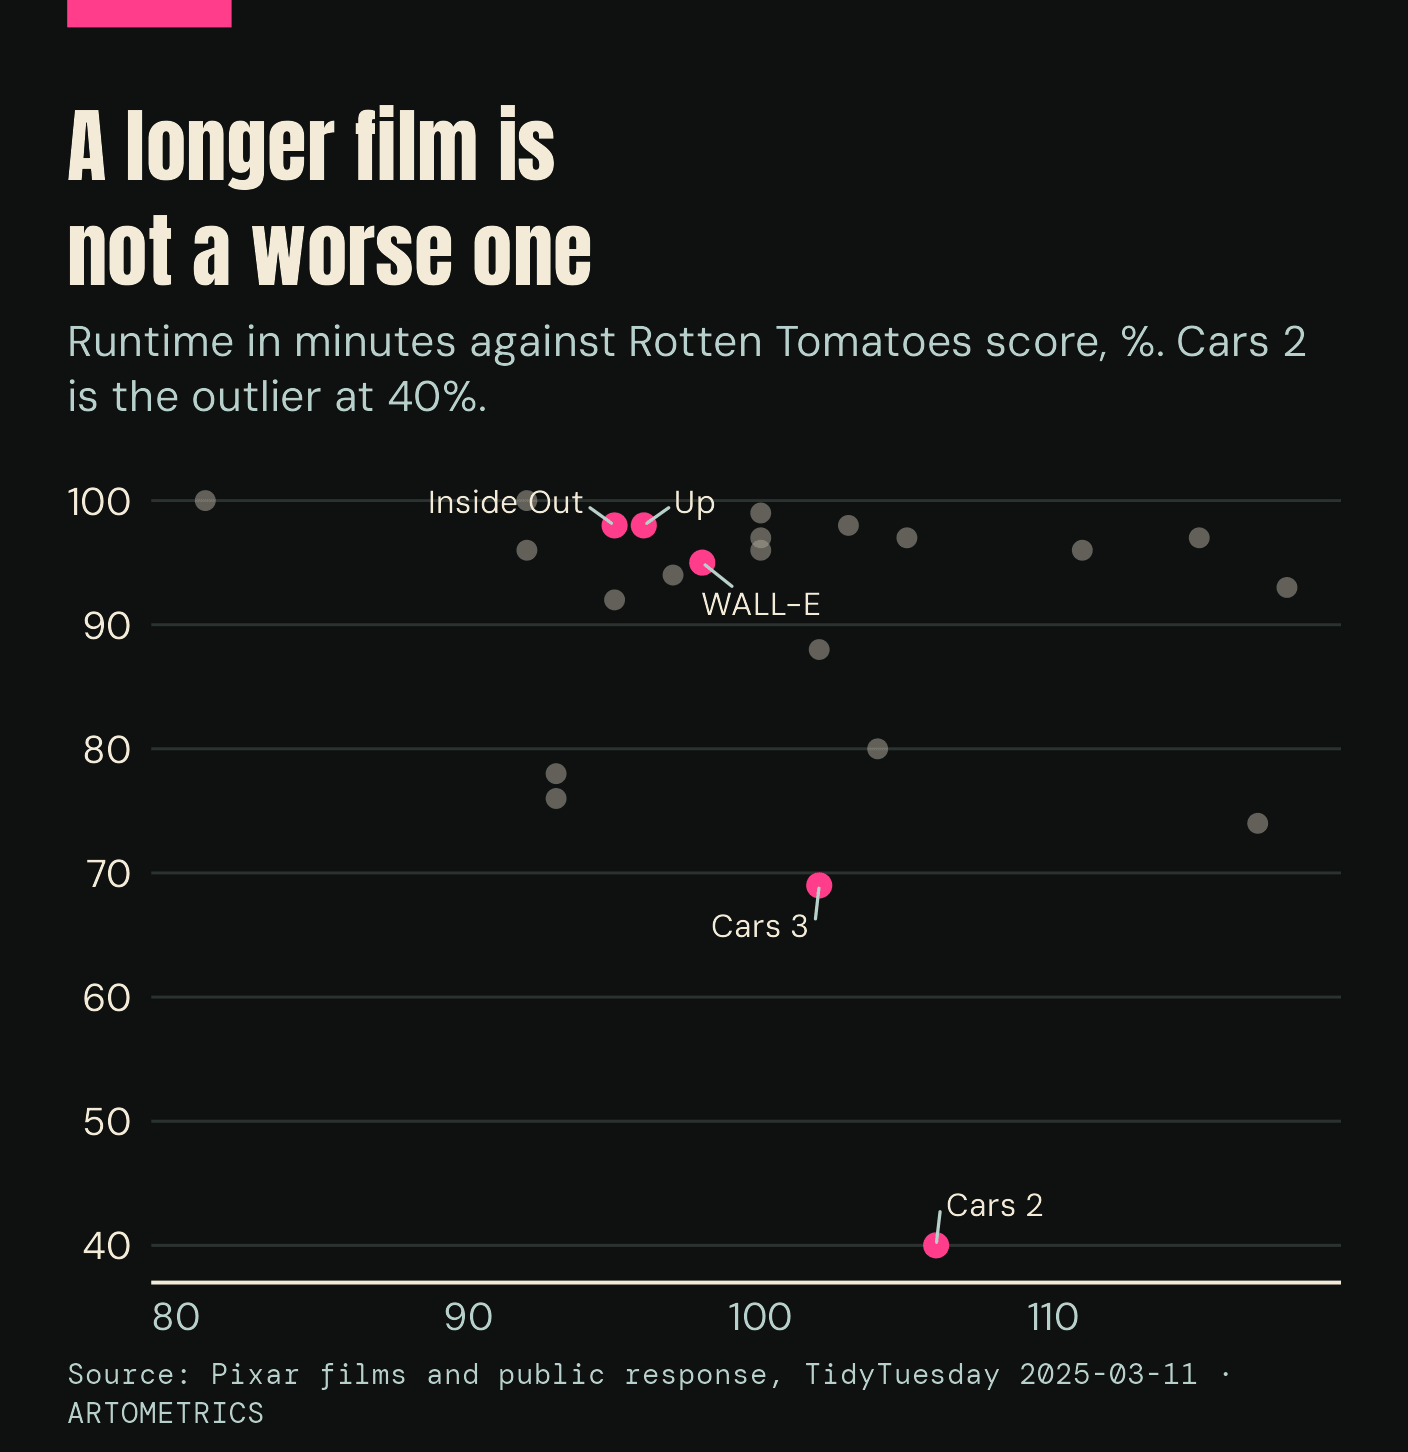 A longer film is
not a worse one
Runtime in minutes against Rotten Tomatoes score, %. Cars 2
is the outlier at 40%.
100
Inside Out
Up
WALL-E
90
80
70
Cars 3
60
50
Cars 2
40
80 90 100 110
Source: Pixar films and public response, TidyTuesday 2025-03-11 ·
ARTOMETRICS